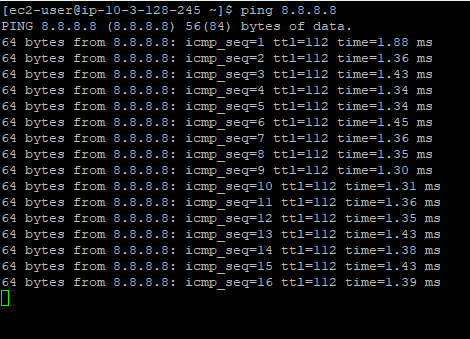 [ec2-user@ip-10-3-128-245 ~]$ ping 8.8.8.8
PING 8.8.8.8 (8.8.8.8) 56(84) bytes of data.
64 bytes from 8.8.8.8: icmp_seq=1 ttl=112 time=1.88 ms
64 bytes from 8.8.8.8: icmp_seq=2 ttl=112 time=1.36 ms
64 bytes from 8.8.8.8: icmp_seq=3 ttl=112 time=1.43 ms
64 bytes from 8.8.8.8: icmp_seq=4 ttl=112 time=1.34 ms
64 bytes from 8.8.8.8: icmp_seq=5 ttl=112 time=1.34 ms
64 bytes from 8.8.8.8: icmp_seq=6 ttl=112 time=1.45 ms
64 bytes from 8.8.8.8: icmp_seq=7 ttl=112 time=1.36 ms
64 bytes from 8.8.8.8: icmp_seq=8 ttl=112 time=1.35 ms
64 bytes from 8.8.8.8: icmp_seq=9 ttl=112 time=1.30 ms
64 bytes from 8.8.8.8: icmp_seq=10 ttl=112 time=1.31 ms
64 bytes from 8.8.8.8: icmp_seq=11 ttl=112 time=1.36 ms
64 bytes from 8.8.8.8: icmp_seq=12 ttl=112 time=1.35 ms
64 bytes from 8.8.8.8: icmp_seq=13 ttl=112 time=1.43 ms
64 bytes from 8.8.8.8: icmp_seq=14 ttl=112 time=1.38 ms
64 bytes from 8.8.8.8: icmp_seq=15 ttl=112 time=1.43 ms
64 bytes from 8.8.8.8: icmp_seq=16 ttl=112 time=1.39 ms